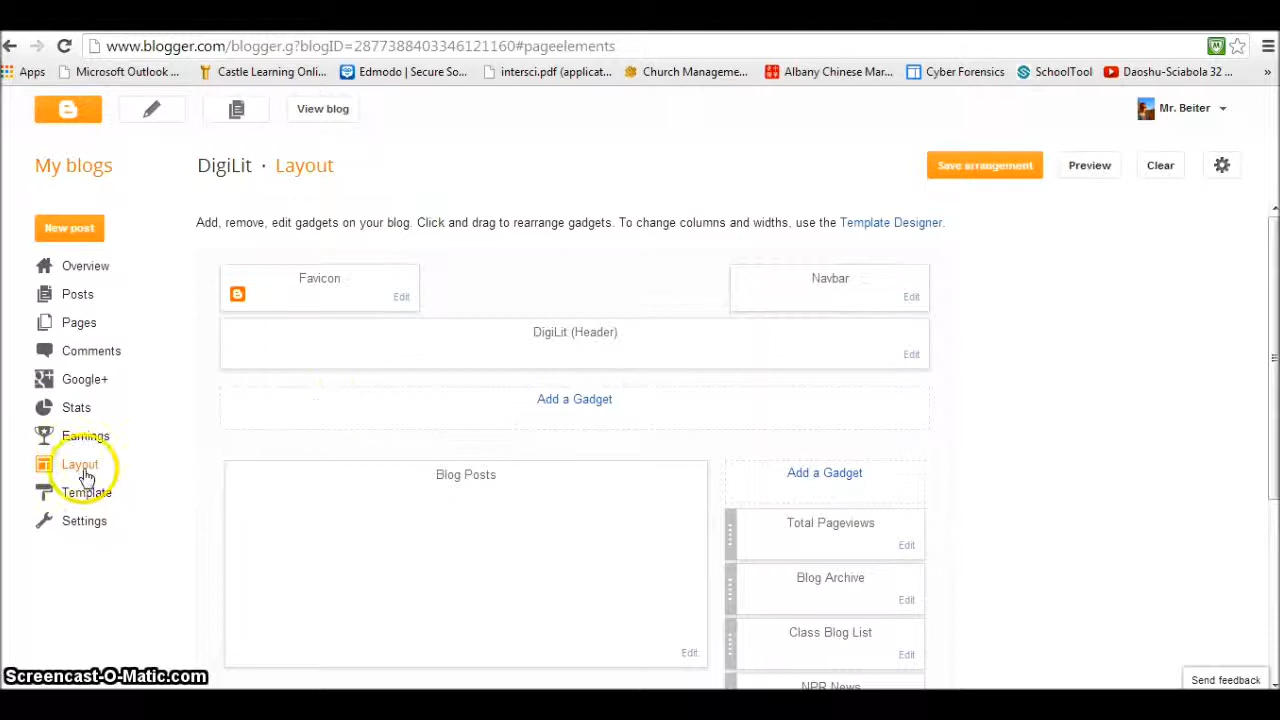 www.blogger.com/blogger.g?blogID=2877388403346121160#pageelements
Apps Microsoft Outlook ... Castle Learning Onli... Edmodo | Secure So... intersci.pdf (applicat... Church Manageme... Albany Chinese Mar... Cyber Forensics SchoolTool Daoshu-Sciabola 32 ... »
View blog Mr. Beiter
My blogs DigiLit · Layout Save arrangement Preview Clear
New post
Add, remove, edit gadgets on your blog. Click and drag to rearrange gadgets. To change columns and widths, use the Template Designer.
Overview
Posts
Pages
Comments
Google+
Stats
Earnings
Layout
Template
Settings
Favicon
Edit
Navbar
Edit
DigiLit (Header)
Edit
Add a Gadget
Blog Posts
Edit
Add a Gadget
Total Pageviews
Edit
Blog Archive
Edit
Class Blog List
Edit
NPR News
Screencast-O-Matic.com
Send feedback